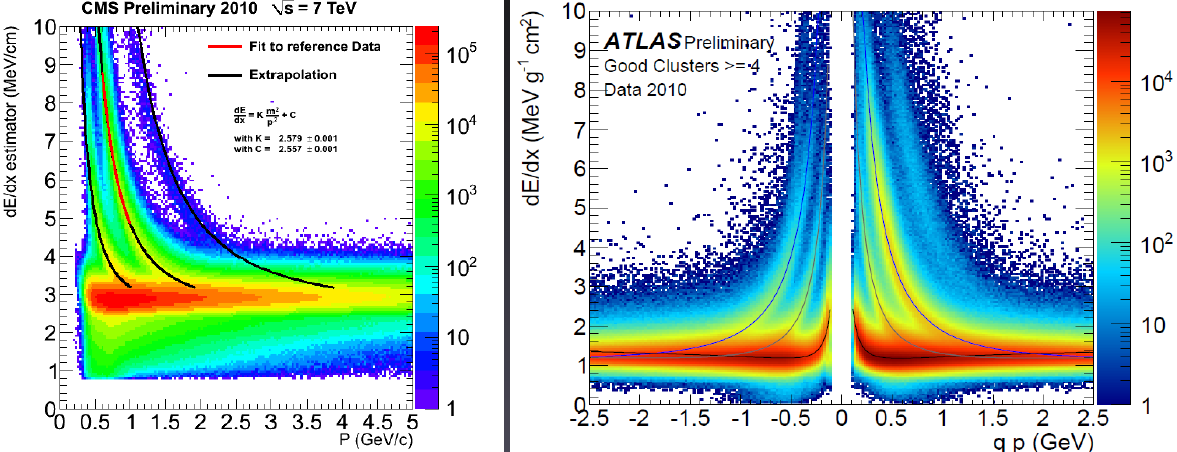 CMS Preliminary 2010 √s = 7 TeV
dE/dx estimator (MeV/cm)
10
9
8
7
6
5
4
3
2
1
0
Fit to reference Data
Extrapolation
dE/dx = K m²/p² + C
with K = 2.579 ± 0.001
with C = 2.557 ± 0.001
0 0.5 1 1.5 2 2.5 3 3.5 4 4.5 5
P (GeV/c)
10⁵
10⁴
10³
10²
10
1
dE/dx (MeV g⁻¹ cm²)
10
9
8
7
6
5
4
3
2
1
0
ATLAS Preliminary
Good Clusters >= 4
Data 2010
-2.5 -2 -1.5 -1 -0.5 0 0.5 1 1.5 2 2.5
q p (GeV)
10⁴
10³
10²
10
1